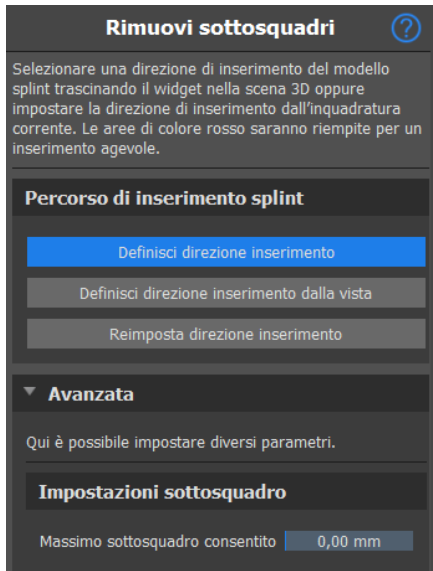 Rimuovi sottosquadri
?
Selezionare una direzione di inserimento del modello
splint trascinando il widget nella scena 3D oppure
impostare la direzione di inserimento dall'inquadratura
corrente. Le aree di colore rosso saranno riempite per un
inserimento agevole.
Percorso di inserimento splint
Definisci direzione inserimento
Definisci direzione inserimento dalla vista
Reimposta direzione inserimento
Avanzata
Qui è possibile impostare diversi parametri.
Impostazioni sottosquadro
Massimo sottosquadro consentito 0,00 mm